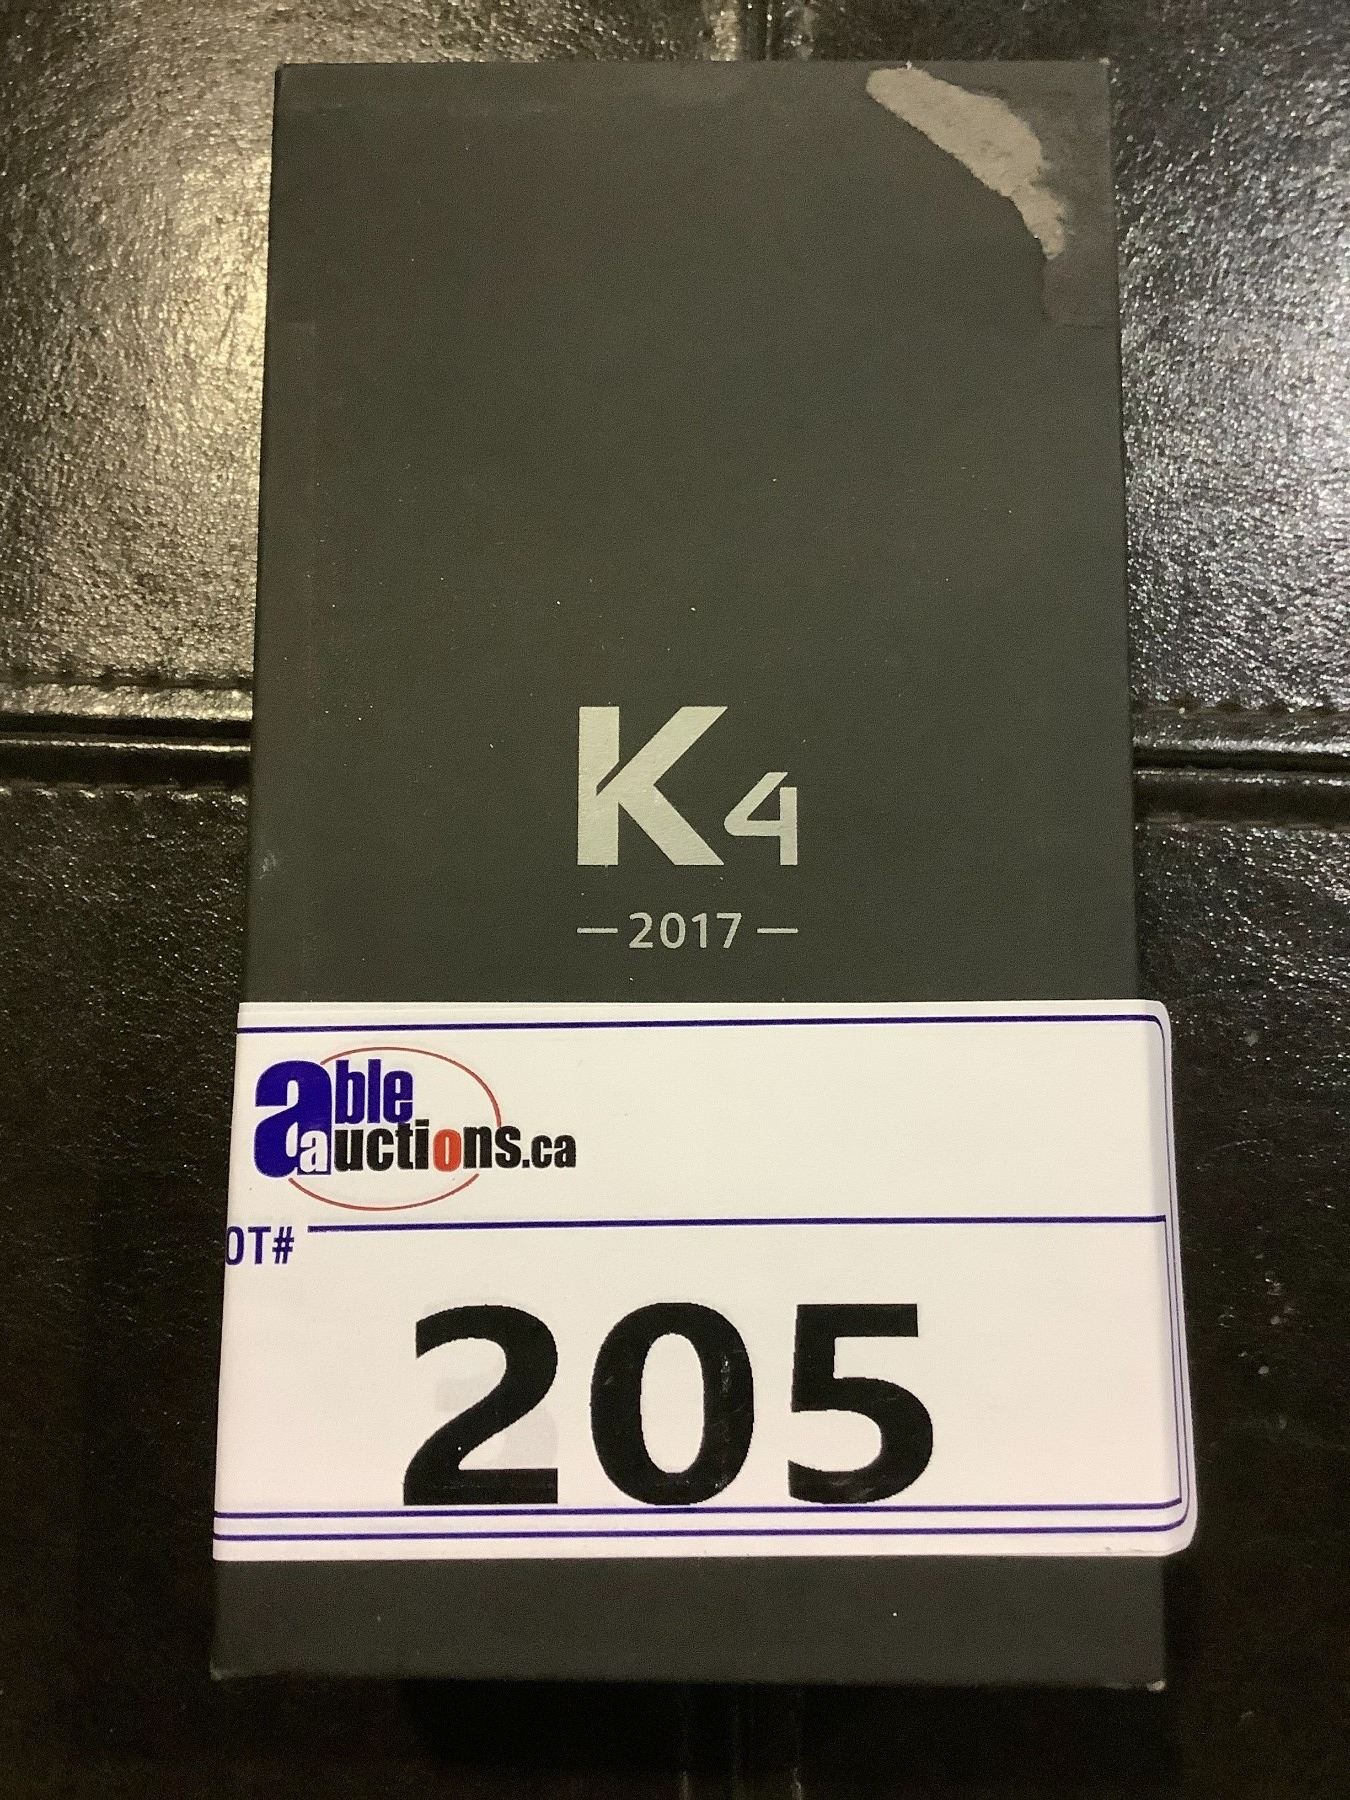 K4
— 2017 —
able
auctions.ca
OT#
205